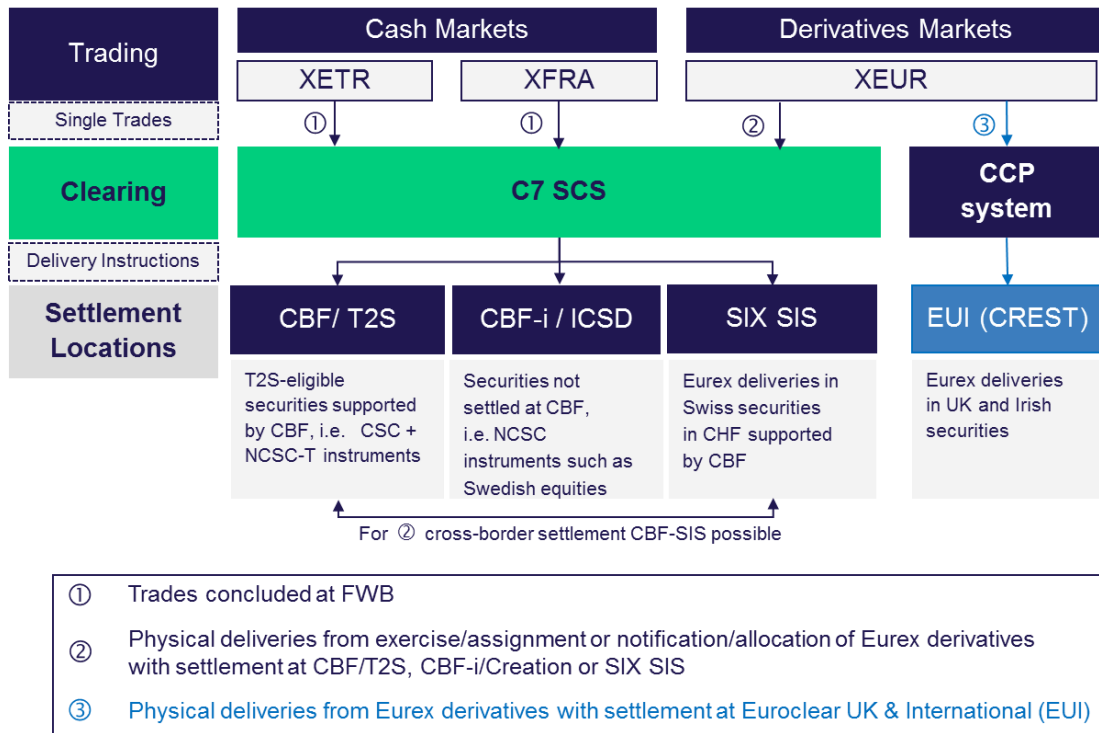 Trading
Cash Markets
Derivatives Markets
XETR
XFRA
XEUR
Single Trades
①
①
②
③
Clearing
C7 SCS
CCP
system
Delivery Instructions
Settlement
Locations
CBF/ T2S
CBF-i / ICSD
SIX SIS
EUI (CREST)
T2S-eligible
securities supported
by CBF, i.e. CSC +
NCSC-T instruments
Securities not
settled at CBF,
i.e. NCSC
instruments such as
Swedish equities
Eurex deliveries in
Swiss securities
in CHF supported
by CBF
Eurex deliveries
in UK and Irish
securities
For ② cross-border settlement CBF-SIS possible
① Trades concluded at FWB
② Physical deliveries from exercise/assignment or notification/allocation of Eurex derivatives
with settlement at CBF/T2S, CBF-i/Creation or SIX SIS
③ Physical deliveries from Eurex derivatives with settlement at Euroclear UK & International (EUI)